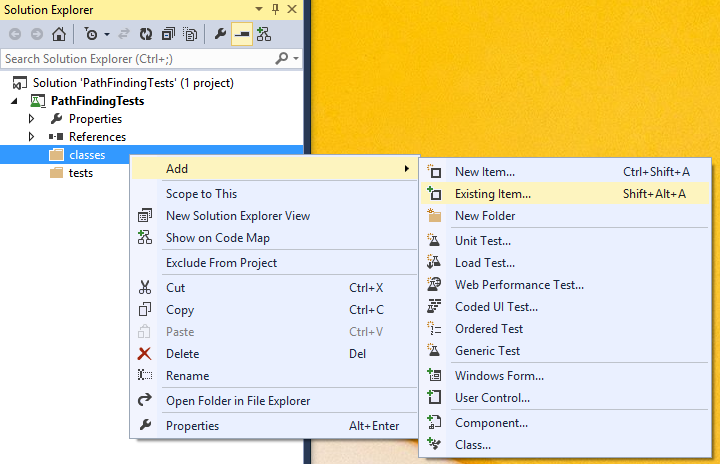 Solution Explorer
Search Solution Explorer (Ctrl+;)
Solution 'PathFindingTests' (1 project)
PathFindingTests
Properties
References
classes
tests
Add
Scope to This
New Solution Explorer View
Show on Code Map
Exclude From Project
Cut Ctrl+X
Copy Ctrl+C
Paste Ctrl+V
Delete Del
Rename
Open Folder in File Explorer
Properties Alt+Enter
New Item... Ctrl+Shift+A
Existing Item... Shift+Alt+A
New Folder
Unit Test...
Load Test...
Web Performance Test...
Coded UI Test...
Ordered Test
Generic Test
Windows Form...
User Control...
Component...
Class...